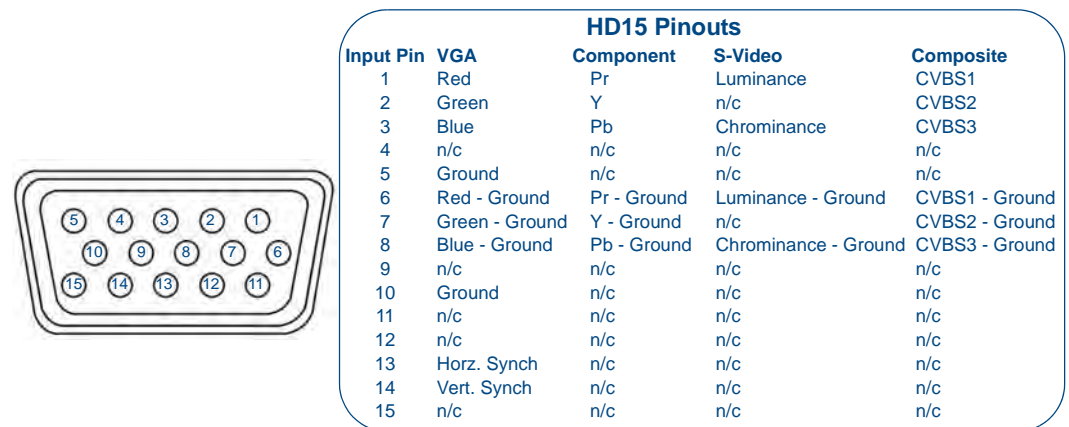 HD15 Pinouts
Input Pin VGA Component S-Video Composite
1 Red Pr Luminance CVBS1
2 Green Y n/c CVBS2
3 Blue Pb Chrominance CVBS3
4 n/c n/c n/c n/c
5 Ground n/c n/c n/c
6 Red - Ground Pr - Ground Luminance - Ground CVBS1 - Ground
7 Green - Ground Y - Ground n/c CVBS2 - Ground
8 Blue - Ground Pb - Ground Chrominance - Ground CVBS3 - Ground
9 n/c n/c n/c n/c
10 Ground n/c n/c n/c
11 n/c n/c n/c n/c
12 n/c n/c n/c n/c
13 Horz. Synch n/c n/c n/c
14 Vert. Synch n/c n/c n/c
15 n/c n/c n/c n/c
5 4 3 2 1
10 9 8 7 6
15 14 13 12 11